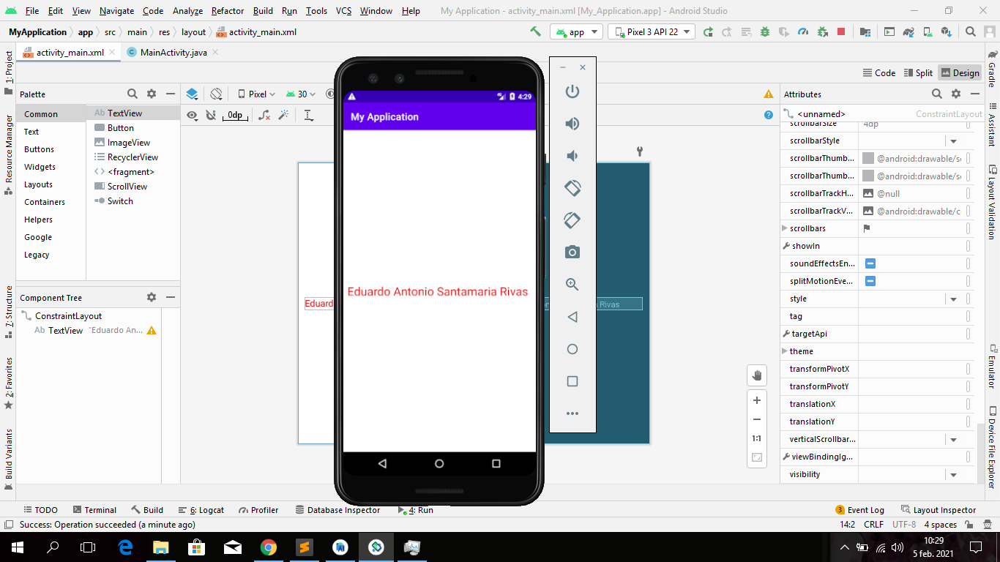 File Edit View Navigate Code Analyze Refactor Build Run Tools VCS Window Help My Application - activity_main.xml [My_Application.app] - Android Studio
MyApplication app src main res layout activity_main.xml app Pixel 3 API 22
activity_main.xml MainActivity.java
Code Split Design
Palette Pixel 30 Attributes
0dp <unnamed> ConstraintLayout
Common
Text
Buttons
Widgets
Layouts
Containers
Helpers
Google
Legacy
Ab TextView
Button
ImageView
RecyclerView
<fragment>
ScrollView
Switch
Component Tree
ConstraintLayout
Ab TextView "Eduardo An...
4:29
My Application
Eduardo Antonio Santamaria Rivas
Eduardo
a Rivas
1:1
scrollbarSize 4dp
scrollbarStyle
scrollbarThumb... @android:drawable/s
scrollbarThumb... @android:drawable/s
scrollbarTrackH... @null
scrollbarTrackV... @android:drawable/c
scrollbars
showIn
soundEffectsEn...
splitMotionEve...
style
tag
targetApi
theme
transformPivotX
transformPivotY
translationX
translationY
verticalScrollbar...
viewBindingIg...
visibility
1: Project
Resource Manager
7: Structure
2: Favorites
Build Variants
Gradle
Assistant
Layout Validation
Emulator
Device File Explorer
TODO Terminal Build 6: Logcat Profiler Database Inspector 4: Run 3 Event Log Layout Inspector
Success: Operation succeeded (a minute ago) 14:2 CRLF UTF-8 4 spaces
10:29
5 feb. 2021